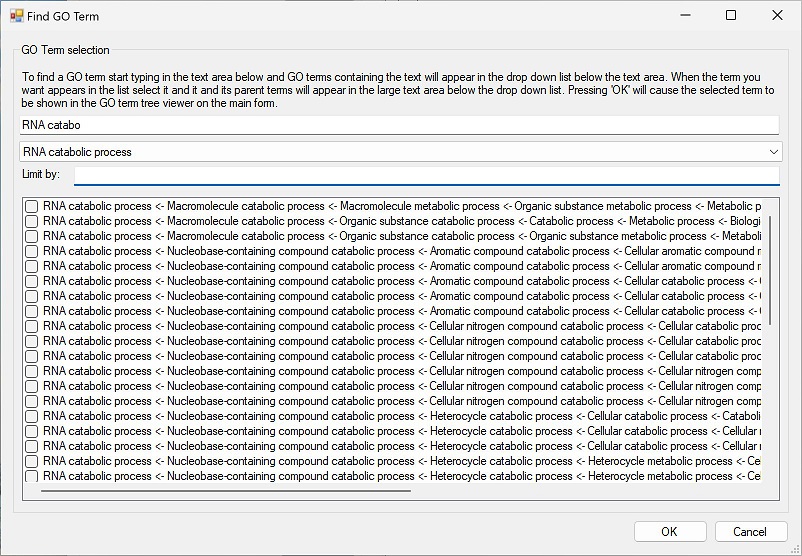 Find GO Term
GO Term selection
To find a GO term start typing in the text area below and GO terms containing the text will appear in the drop down list below the text area. When the term you
want appears in the list select it and it and its parent terms will appear in the large text area below the drop down list. Pressing 'OK' will cause the selected term to
be shown in the GO term tree viewer on the main form.
RNA catabo
RNA catabolic process
Limit by:
RNA catabolic process <- Macromolecule catabolic process <- Macromolecule metabolic process <- Organic substance metabolic process <- Metabolic p
RNA catabolic process <- Macromolecule catabolic process <- Organic substance catabolic process <- Catabolic process <- Metabolic process <- Biologi
RNA catabolic process <- Macromolecule catabolic process <- Organic substance catabolic process <- Organic substance metabolic process <- Metaboli
RNA catabolic process <- Nucleobase-containing compound catabolic process <- Aromatic compound catabolic process <- Cellular aromatic compound
RNA catabolic process <- Nucleobase-containing compound catabolic process <- Aromatic compound catabolic process <- Cellular aromatic compound
RNA catabolic process <- Nucleobase-containing compound catabolic process <- Aromatic compound catabolic process <- Cellular catabolic process <-
RNA catabolic process <- Nucleobase-containing compound catabolic process <- Aromatic compound catabolic process <- Cellular catabolic process <-
RNA catabolic process <- Nucleobase-containing compound catabolic process <- Aromatic compound catabolic process <- Cellular catabolic process <-
RNA catabolic process <- Nucleobase-containing compound catabolic process <- Cellular nitrogen compound catabolic process <- Cellular catabolic proc
RNA catabolic process <- Nucleobase-containing compound catabolic process <- Cellular nitrogen compound catabolic process <- Cellular catabolic proc
RNA catabolic process <- Nucleobase-containing compound catabolic process <- Cellular nitrogen compound catabolic process <- Cellular catabolic proc
RNA catabolic process <- Nucleobase-containing compound catabolic process <- Cellular nitrogen compound catabolic process <- Cellular nitrogen comp
RNA catabolic process <- Nucleobase-containing compound catabolic process <- Cellular nitrogen compound catabolic process <- Cellular nitrogen comp
RNA catabolic process <- Nucleobase-containing compound catabolic process <- Cellular nitrogen compound catabolic process <- Cellular nitrogen comp
RNA catabolic process <- Nucleobase-containing compound catabolic process <- Heterocycle catabolic process <- Cellular catabolic process <- Cataboli
RNA catabolic process <- Nucleobase-containing compound catabolic process <- Heterocycle catabolic process <- Cellular catabolic process <- Cellular
RNA catabolic process <- Nucleobase-containing compound catabolic process <- Heterocycle catabolic process <- Cellular catabolic process <- Cellular
RNA catabolic process <- Nucleobase-containing compound catabolic process <- Heterocycle catabolic process <- Heterocycle metabolic process <- Ce
RNA catabolic process <- Nucleobase-containing compound catabolic process <- Heterocycle catabolic process <- Heterocycle metabolic process <- Ce
OK
Cancel